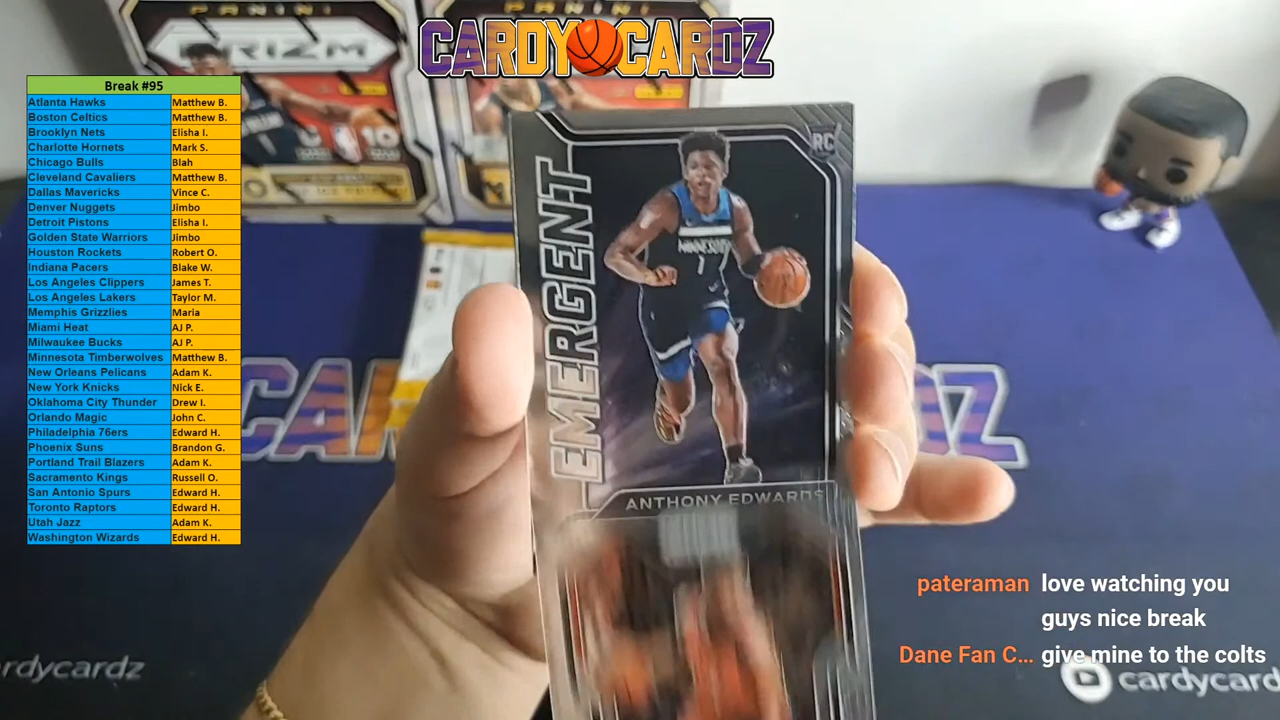 PANINI
PRIZM
PANINI
CARDY CARDZ
Break #95
Atlanta Hawks Matthew B.
Boston Celtics Matthew B.
Brooklyn Nets Elisha I.
Charlotte Hornets Mark S.
Chicago Bulls Blah
Cleveland Cavaliers Matthew B.
Dallas Mavericks Vince C.
Denver Nuggets Jimbo
Detroit Pistons Elisha I.
Golden State Warriors Jimbo
Houston Rockets Robert O.
Indiana Pacers Blake W.
Los Angeles Clippers James T.
Los Angeles Lakers Taylor M.
Memphis Grizzlies Maria
Miami Heat AJ P.
Milwaukee Bucks AJ P.
Minnesota Timberwolves Matthew B.
New Orleans Pelicans Adam K.
New York Knicks Nick E.
Oklahoma City Thunder Drew I.
Orlando Magic John C.
Philadelphia 76ers Edward H.
Phoenix Suns Brandon G.
Portland Trail Blazers Adam K.
Sacramento Kings Russell O.
San Antonio Spurs Edward H.
Toronto Raptors Edward H.
Utah Jazz Adam K.
Washington Wizards Edward H.
RC
EMERGENT
MINNESOTA
1
ANTHONY EDWARDS
pateraman love watching you
guys nice break
Dane Fan C... give mine to the colts
rdycardz
cardycard